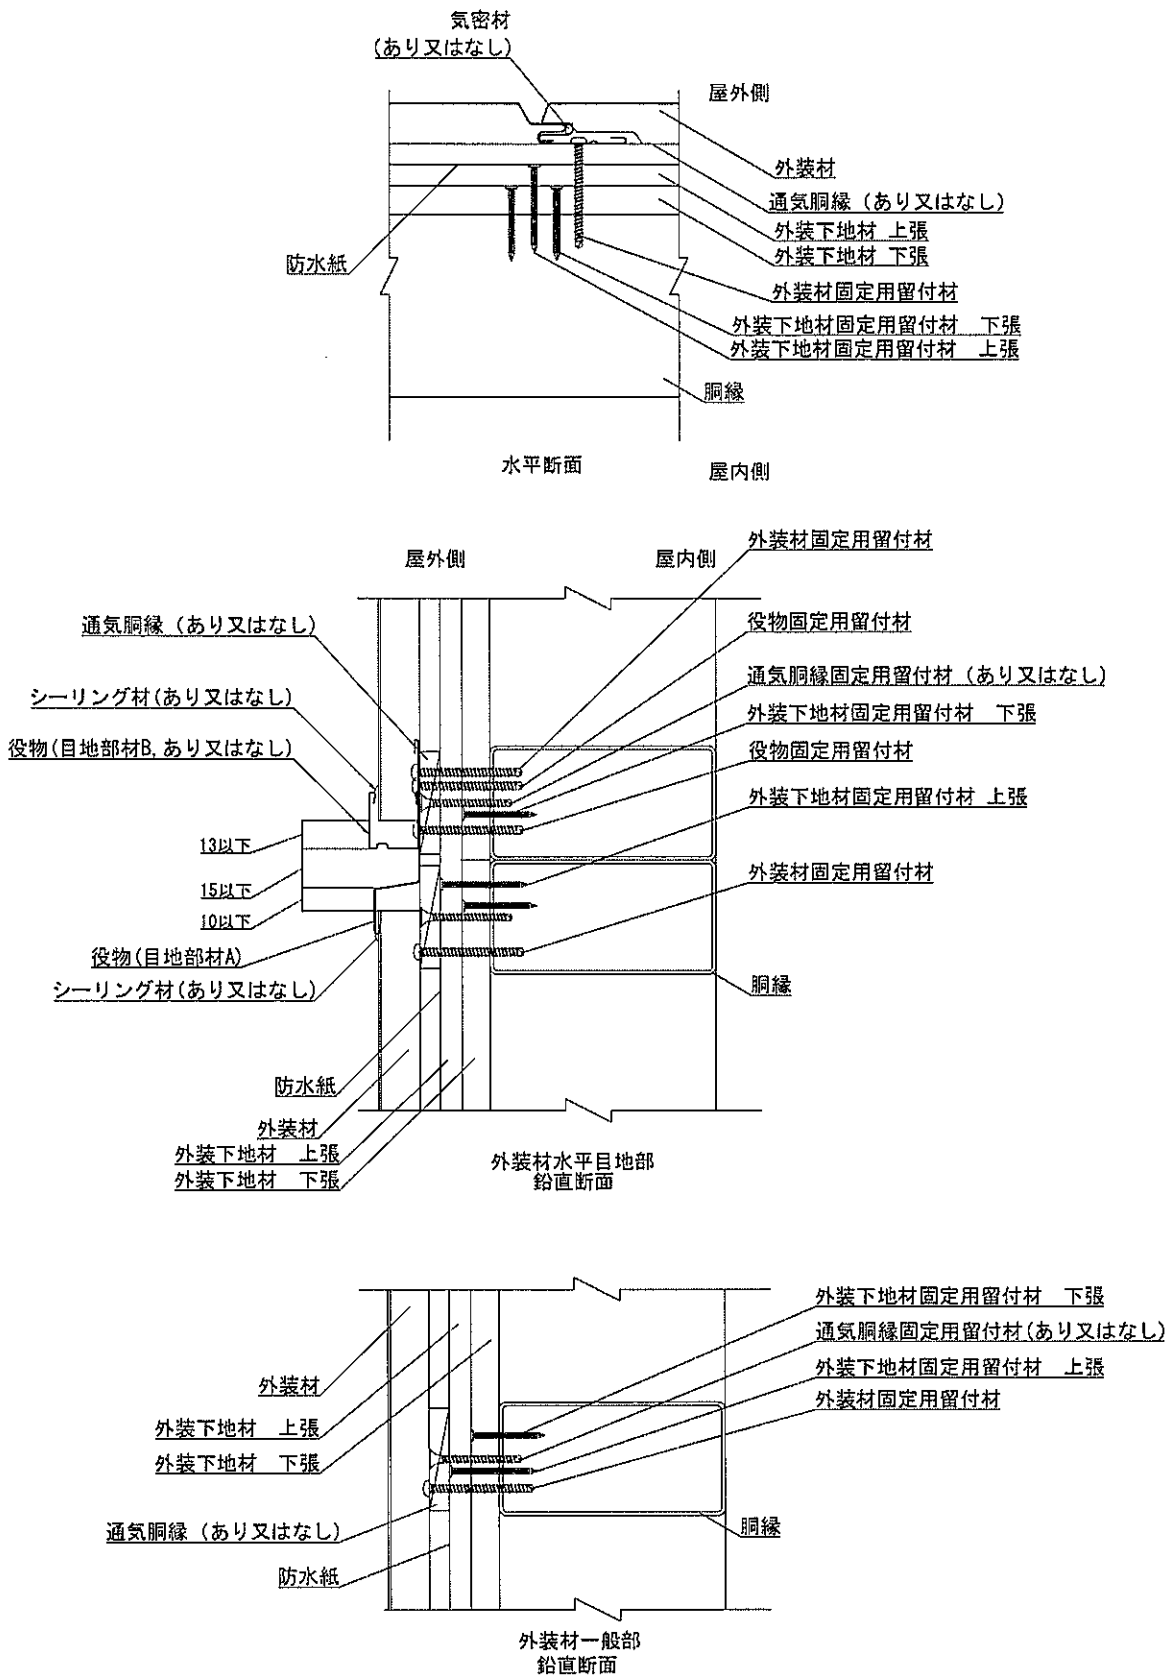 気密材
(あり又はなし)
屋外側
外装材
通気胴縁 (あり又はなし)
外装下地材 上張
外装下地材 下張
防水紙
外装材固定用留付材
外装下地材固定用留付材 下張
外装下地材固定用留付材 上張
胴縁
水平断面
屋内側
外装材固定用留付材
屋外側
屋内側
通気胴縁 (あり又はなし)
役物固定用留付材
通気胴縁固定用留付材 (あり又はなし)
シーリング材(あり又はなし)
外装下地材固定用留付材 下張
役物(目地部材B,あり又はなし)
役物固定用留付材
外装下地材固定用留付材 上張
13以下
外装材固定用留付材
15以下
10以下
役物(目地部材A)
シーリング材(あり又はなし)
胴縁
防水紙
外装材
外装下地材 上張
外装下地材 下張
外装材水平目地部
鉛直断面
外装下地材固定用留付材 下張
通気胴縁固定用留付材(あり又はなし)
外装下地材固定用留付材 上張
外装材固定用留付材
外装材
外装下地材 上張
外装下地材 下張
通気胴縁 (あり又はなし)
胴縁
防水紙
外装材一般部
鉛直断面